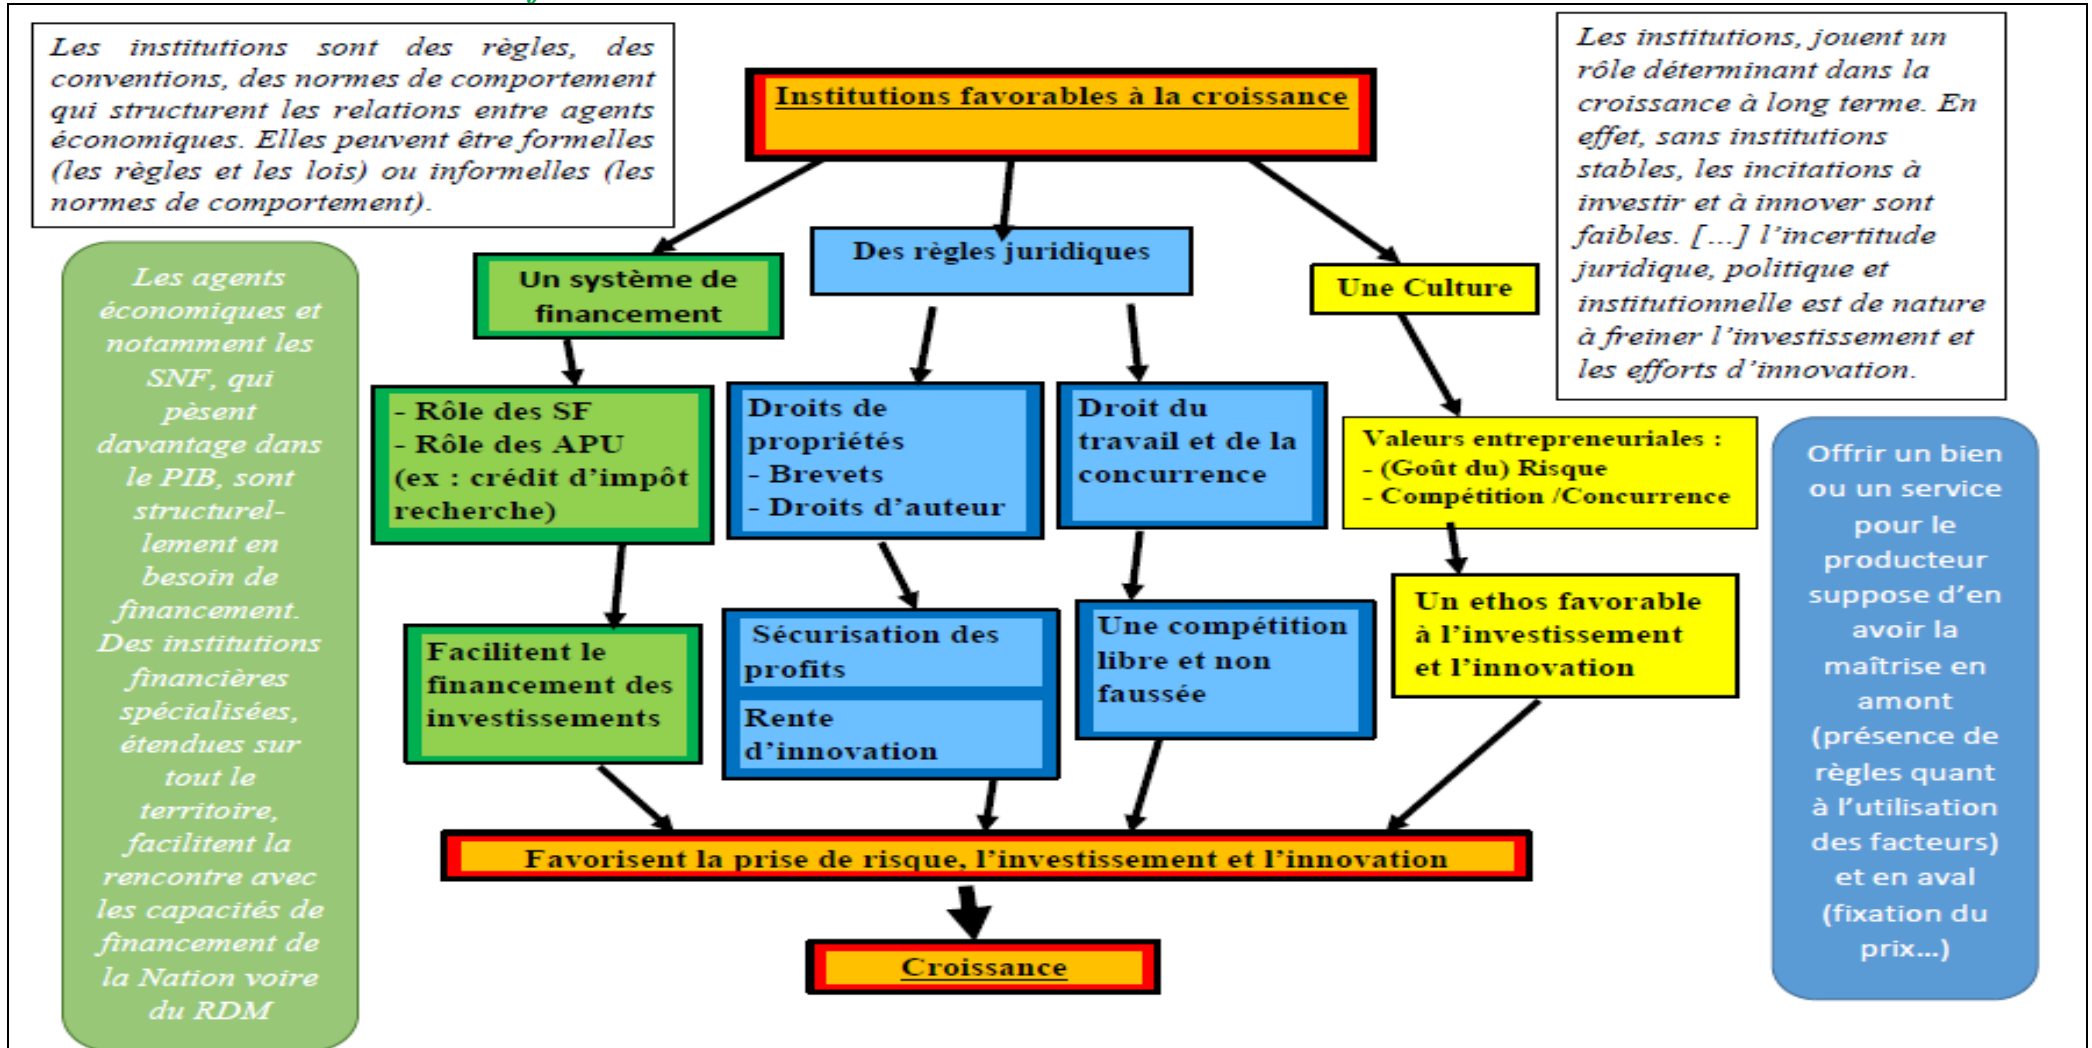 Les institutions sont des règles, des
conventions, des normes de comportement
qui structurent les relations entre agents
économiques. Elles peuvent être formelles
(les règles et les lois) ou informelles (les
normes de comportement).
Institutions favorables à la croissance
Les institutions, jouent un
rôle déterminant dans la
croissance à long terme. En
effet, sans institutions
stables, les incitations à
investir et à innover sont
faibles. [...] l'incertitude
juridique, politique et
institutionnelle est de nature
à freiner l'investissement et
les efforts d'innovation.
Les agents
économiques et
notamment les
SNF, qui
pèsent
davantage dans
le PIB, sont
structurel-
lement en
besoin de
financement.
Des institutions
financières
spécialisées,
étendues sur
tout le
territoire,
facilitent la
rencontre avec
les capacités de
financement de
la Nation voire
du RDM
Un système de
financement
Des règles juridiques
Une Culture
- Rôle des SF
- Rôle des APU
(ex : crédit d'impôt
recherche)
Droits de
propriétés
- Brevets
- Droits d'auteur
Droit du
travail et de la
concurrence
Valeurs entrepreneuriales :
- (Goût du) Risque
- Compétition /Concurrence
Facilitent le
financement des
investissements
Sécurisation des
profits
Rente
d'innovation
Une compétition
libre et non
faussée
Un ethos favorable
à l'investissement
et l'innovation
Offrir un bien
ou un service
pour le
producteur
suppose d'en
avoir la
maîtrise en
amont
(présence de
règles quant
à l'utilisation
des facteurs)
et en aval
(fixation du
prix...)
Favorisent la prise de risque, l'investissement et l'innovation
Croissance